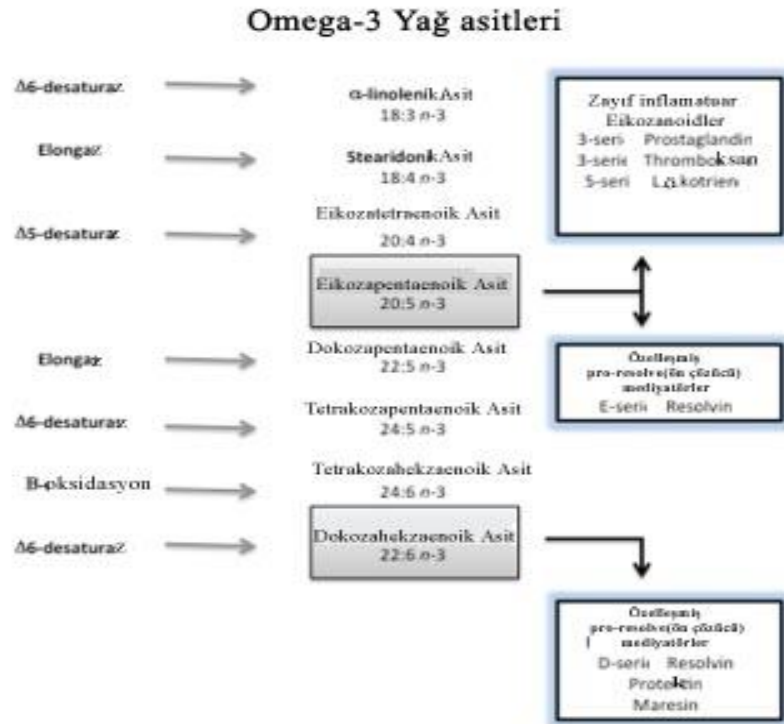 Omega-3 Yağ asitleri
Δ6-desaturaz
α-linolenik Asit
18:3 n-3
Elongaz
Stearidonik Asit
18:4 n-3
Δ5-desaturaz
Eikozatetraenoik Asit
20:4 n-3
Eikozapentaenoik Asit
20:5 n-3
Elongaz
Dokozapentaenoik Asit
22:5 n-3
Δ6-desaturaz
Tetrakozapentaenoik Asit
24:5 n-3
B-oksidasyon
Tetrakozahekzaenoik Asit
24:6 n-3
Δ6-desaturaz
Dokozahekzaenoik Asit
22:6 n-3
Zayıf inflamatuar
Eikozanoidler
3-seri Prostaglandin
3-serie Thromboksan
5-seri
Özelleşmiş
pro-resolve(ön çözücü)
mediyatörler
E-seri Resolvin
Özelleşmiş
pro-resolve(ön çözücü)
mediyatörler
D-seri Resolvin
Protektin
Maresin